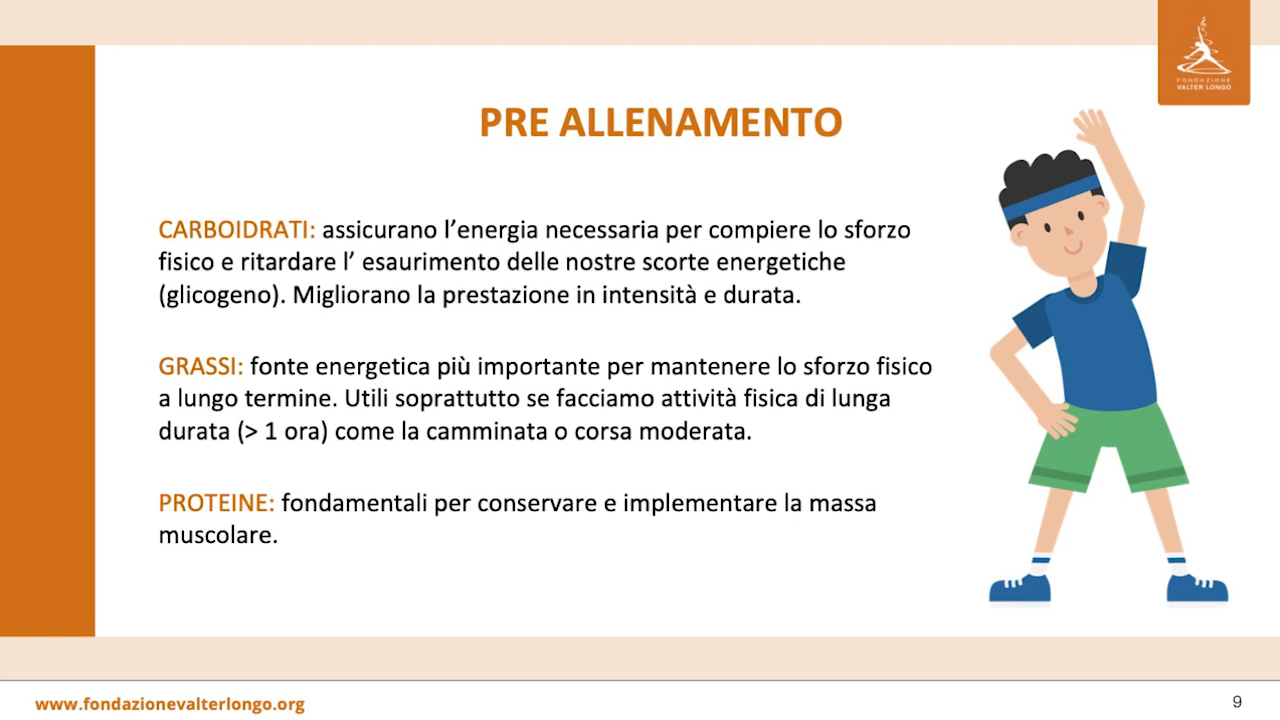 FONDAZIONE
VALTER LONGO
PRE ALLENAMENTO
CARBOIDRATI: assicurano l’energia necessaria per compiere lo sforzo
fisico e ritardare l’ esaurimento delle nostre scorte energetiche
(glicogeno). Migliorano la prestazione in intensità e durata.
GRASSI: fonte energetica più importante per mantenere lo sforzo fisico
a lungo termine. Utili soprattutto se facciamo attività fisica di lunga
durata (> 1 ora) come la camminata o corsa moderata.
PROTEINE: fondamentali per conservare e implementare la massa
muscolare.
www.fondazionevalterlongo.org
9